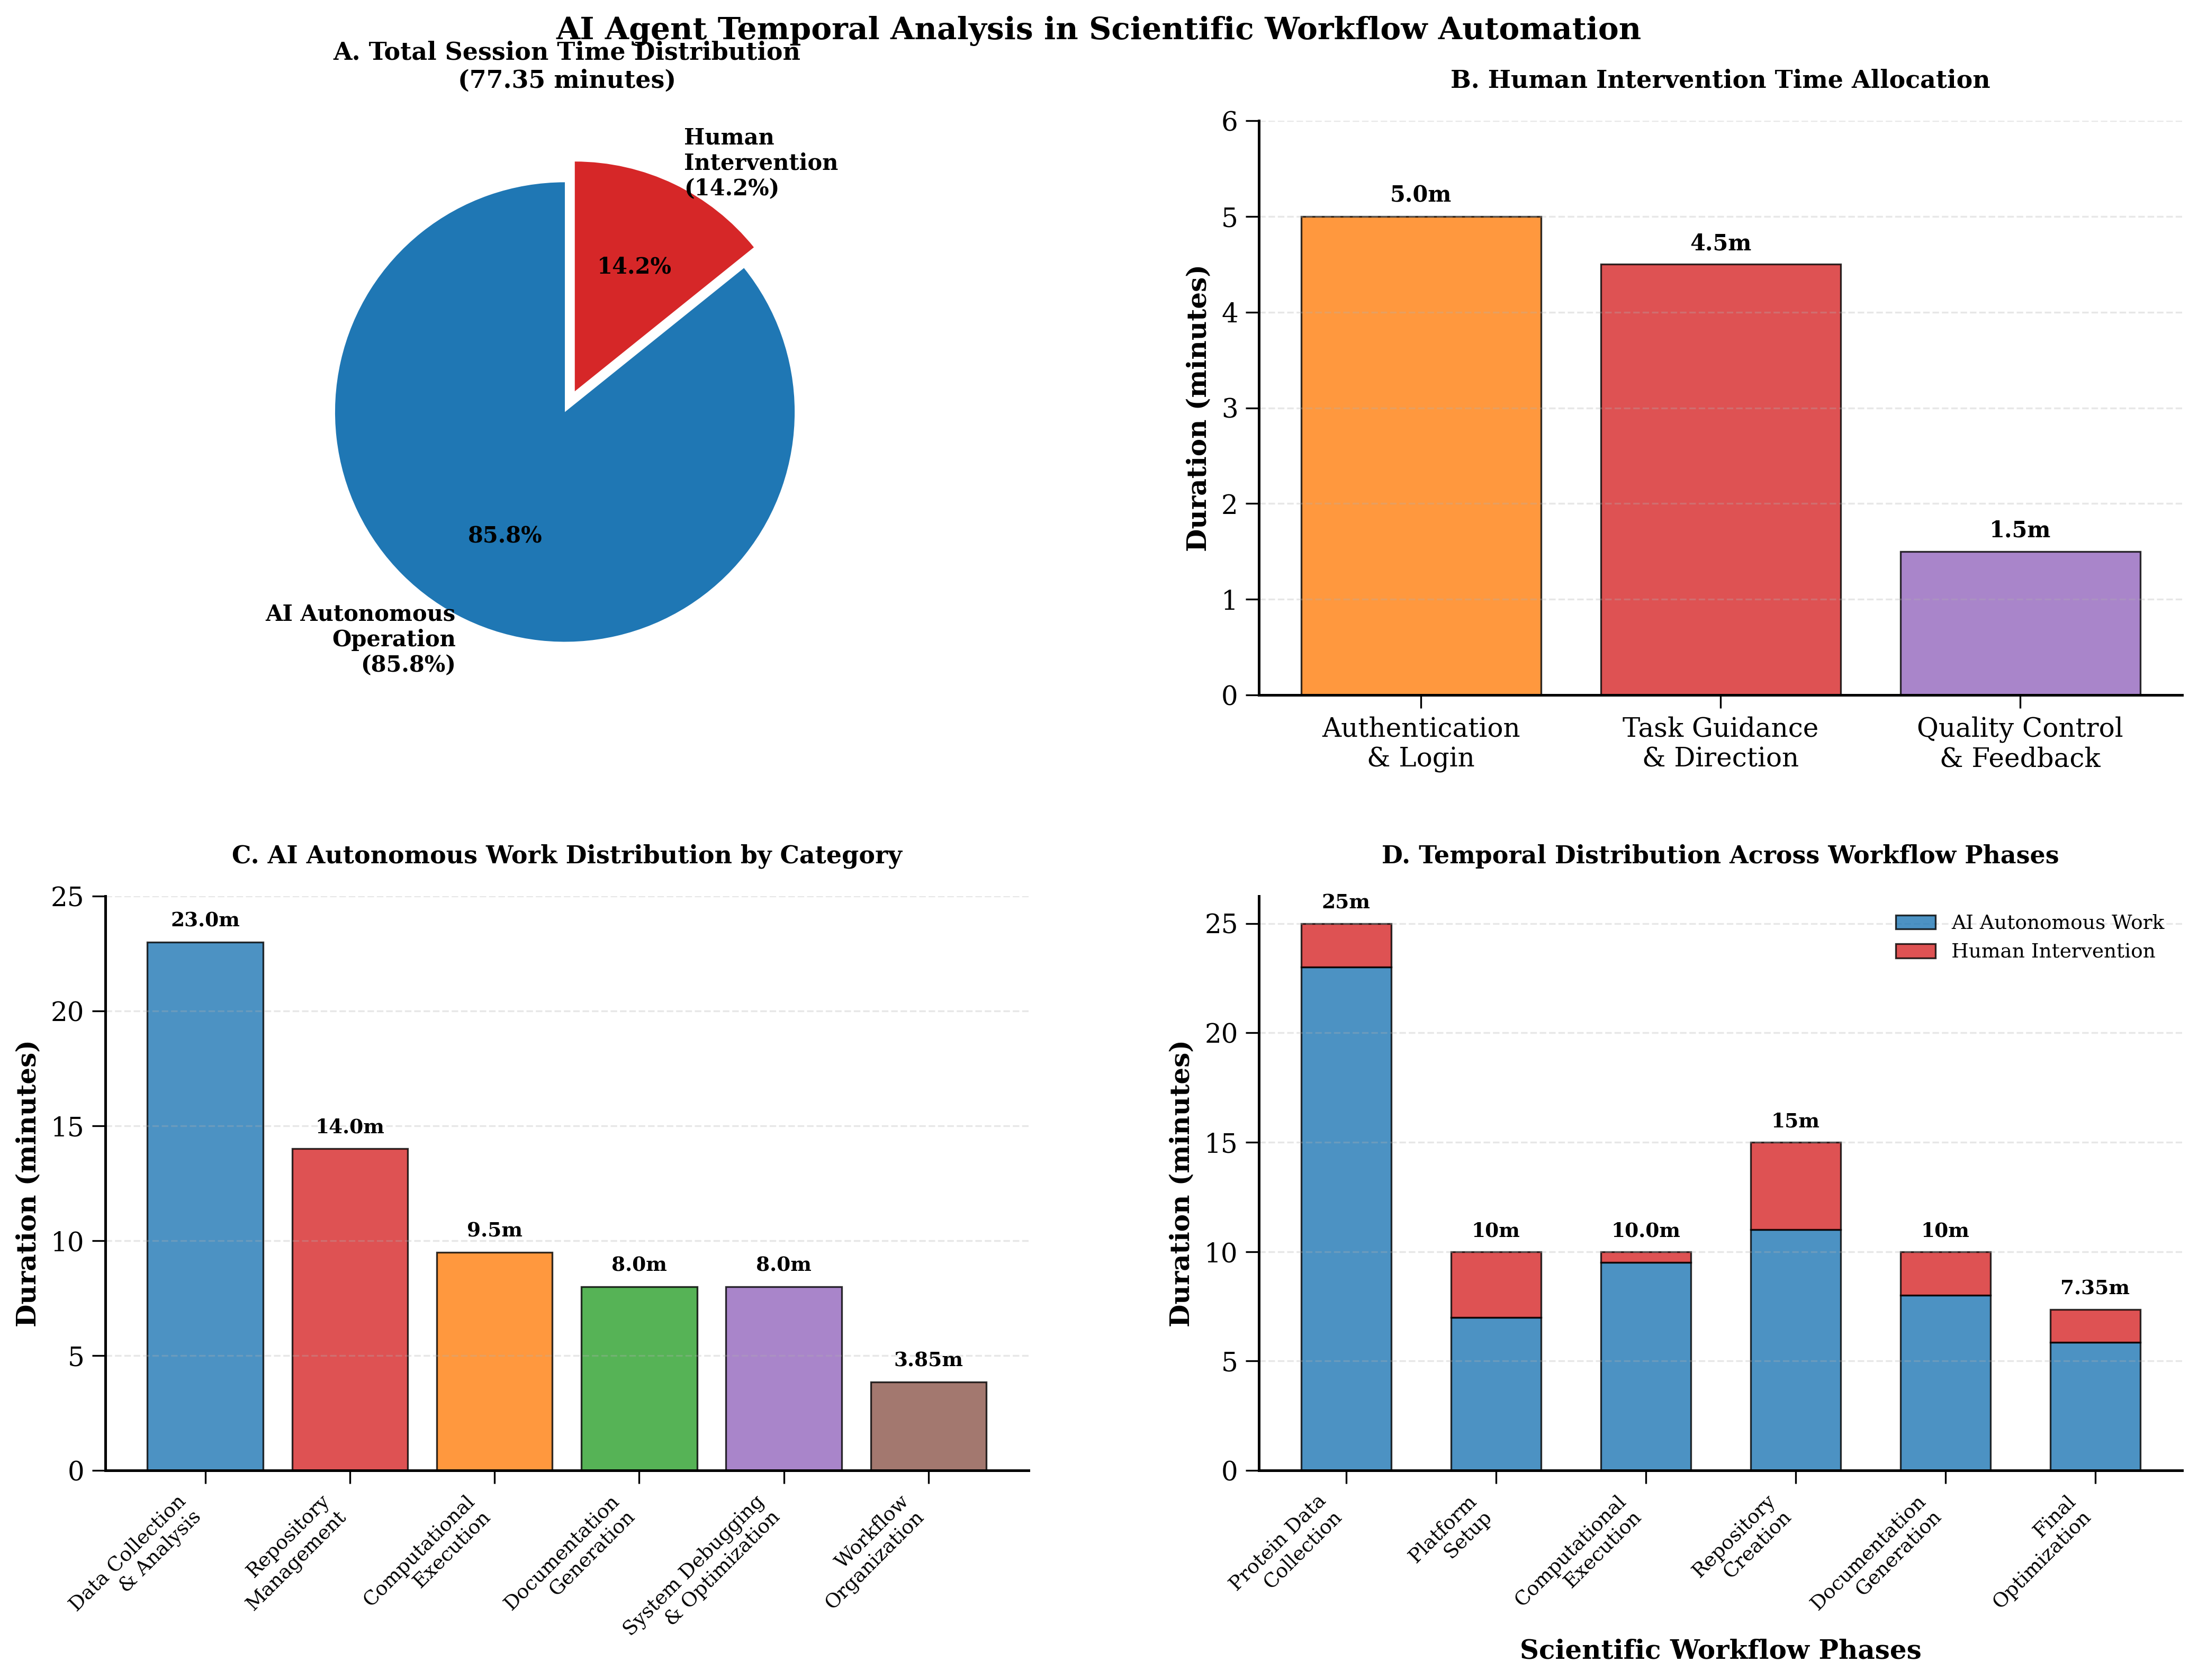 AI Agent Temporal Analysis in Scientific Workflow Automation
A. Total Session Time Distribution
(77.35 minutes)
Human
Intervention
(14.2%)
14.2%
85.8%
AI Autonomous
Operation
(85.8%)
B. Human Intervention Time Allocation
Duration (minutes)
6
5
4
3
2
1
0
5.0m
4.5m
1.5m
Authentication
& Login
Task Guidance
& Direction
Quality Control
& Feedback
C. AI Autonomous Work Distribution by Category
Duration (minutes)
25
20
15
10
5
0
23.0m
14.0m
9.5m
8.0m
8.0m
3.85m
Data Collection
& Analysis
Repository
Management
Computational
Execution
Documentation
Generation
System Debugging
& Optimization
Workflow
Organization
D. Temporal Distribution Across Workflow Phases
Duration (minutes)
25
20
15
10
5
0
25m
10m
10.0m
15m
10m
7.35m
AI Autonomous Work
Human Intervention
Protein Data
Collection
Platform
Setup
Computational
Execution
Repository
Creation
Documentation
Generation
Final
Optimization
Scientific Workflow Phases